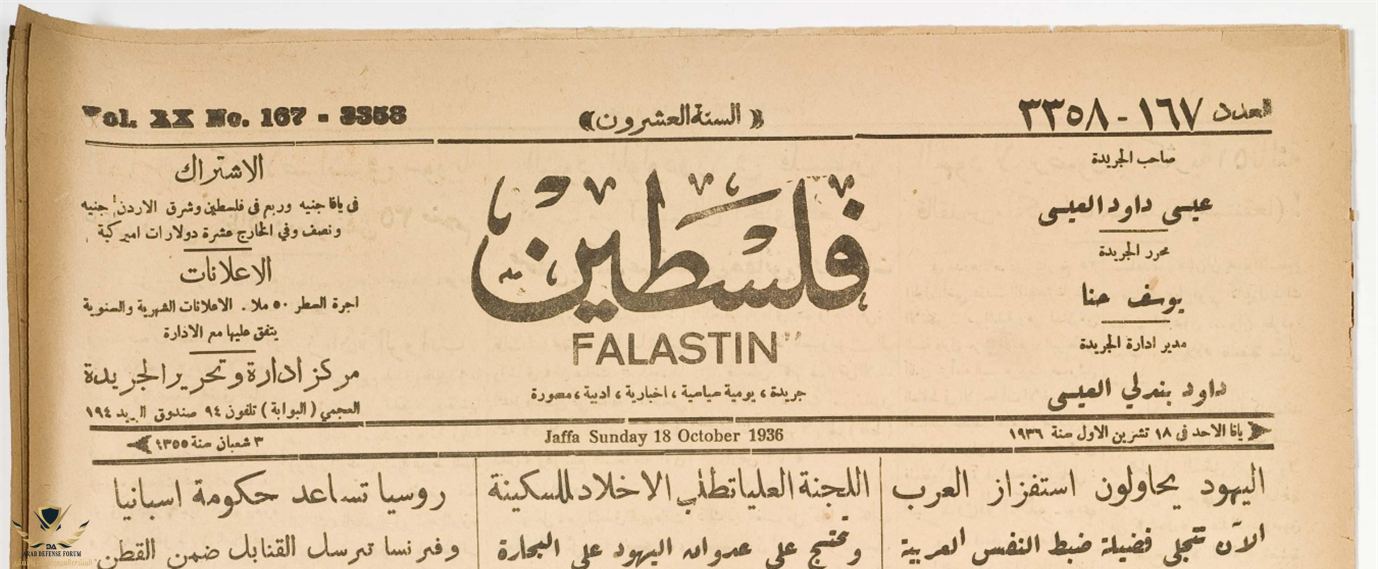 العدد ١٦٧ - ٣٣٥٨
«السنة العشرون»
Vol. XX No. 167 - 3358
صاحب الجريدة
عيسى داود العيسى
محرر الجريدة
يوسف حنا
مدير ادارة الجريدة
داود بندلي العيسى
فلسطين
FALASTIN
جريدة، يومية سياسية، اخبارية، ادبية، مصورة
الاشتراك
في يافا جنيه وربع في فلسطين وشرق الاردن جنيه
ونصف وفي الخارج عشرة دولارات اميركية
الاعلانات
اجرة السطر ٥٠ ملا. الاعلانات الشهرية والسنوية
يتفق عليها مع الادارة
مركز ادارة وتحرير الجريدة
العجمي (البوابة) تلفون ٩٤ صندوق البريد ١٩٤
يافا الاحد في ١٨ تشرين الاول سنة ١٩٣٦
Jaffa Sunday 18 October 1936
٣ شعبان سنة ١٣٥٥
اليهود يحاولون استفزاز العرب
الآن تتجلى فضيلة ضبط النفس العربية
اللجنة العليا تطلب الاخلاد للسكينة
وتحتج على عدوان اليهود على البحارة
روسيا تساعد حكومة اسبانيا
وفرنسا ترسل القنابل ضمن القطن
DA
ARAB DEFENSE FORUM